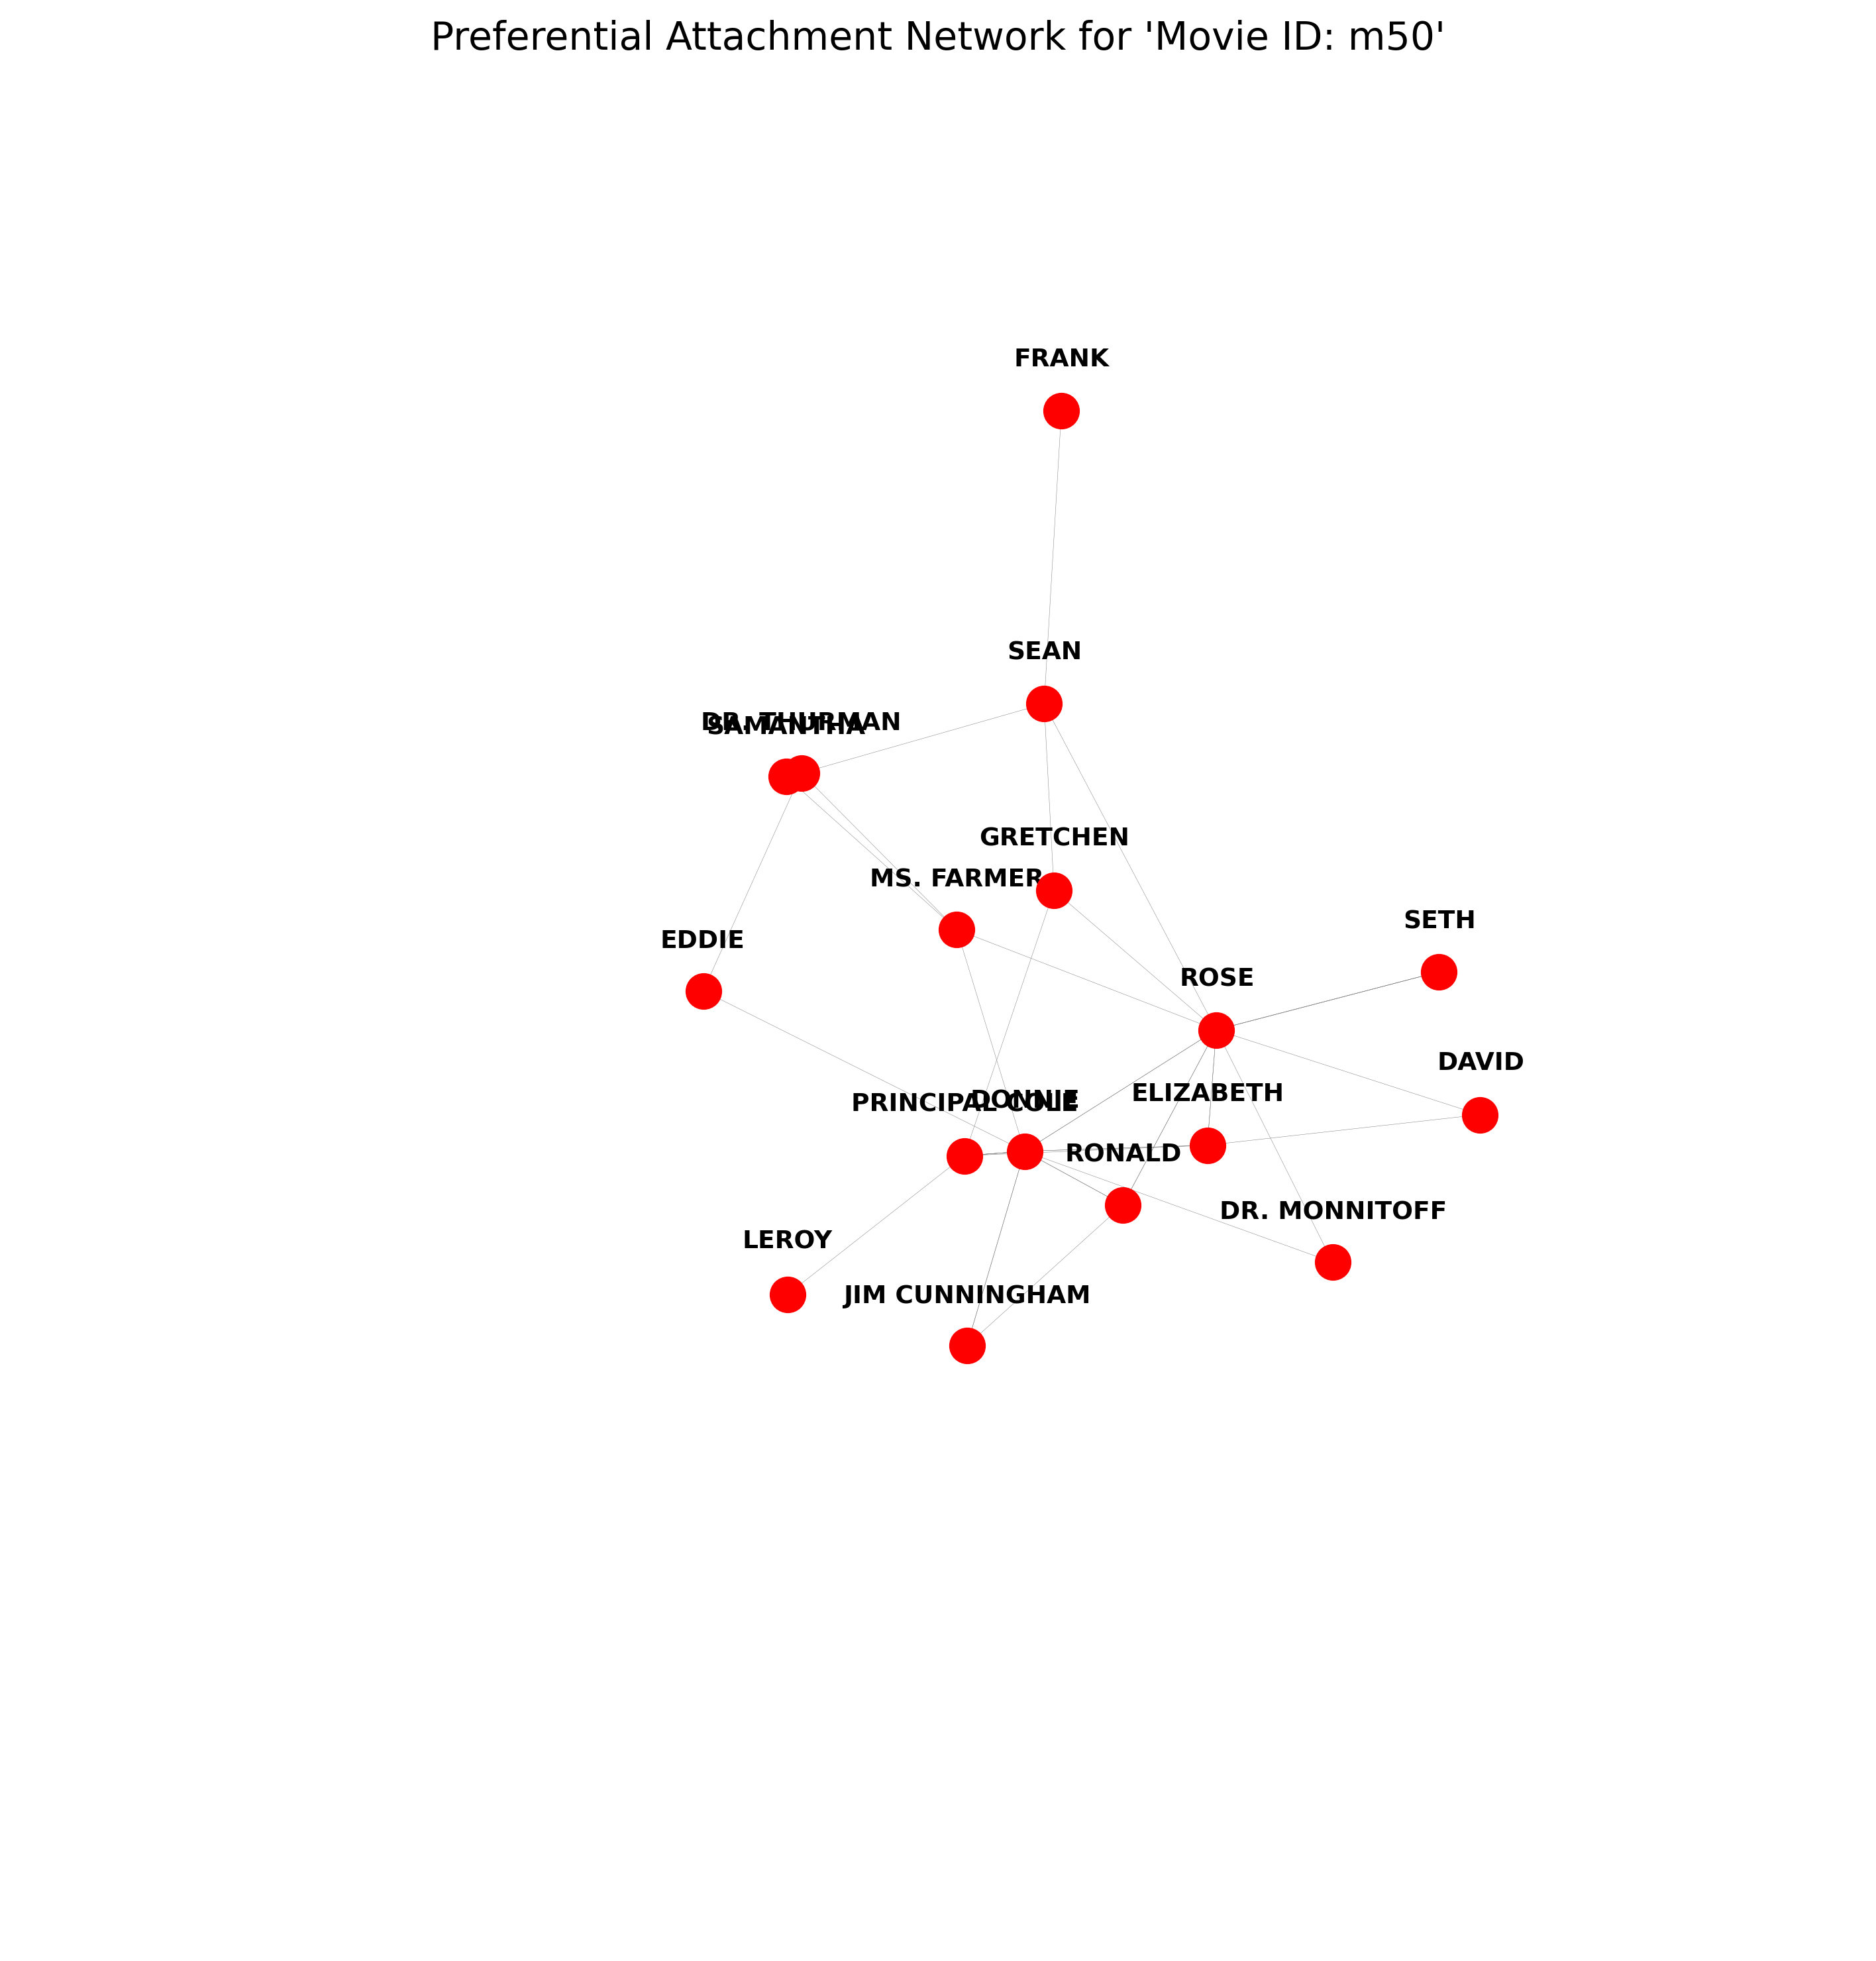 Preferential Attachment Network for 'Movie ID: m50'
FRANK
SEAN
DR. THURMAN
SAMANTHA
GRETCHEN
MS. FARMER
SETH
EDDIE
ROSE
DAVID
ELIZABETH
DONNIE
PRINCIPAL COLE
RONALD
DR. MONNITOFF
LEROY
JIM CUNNINGHAM